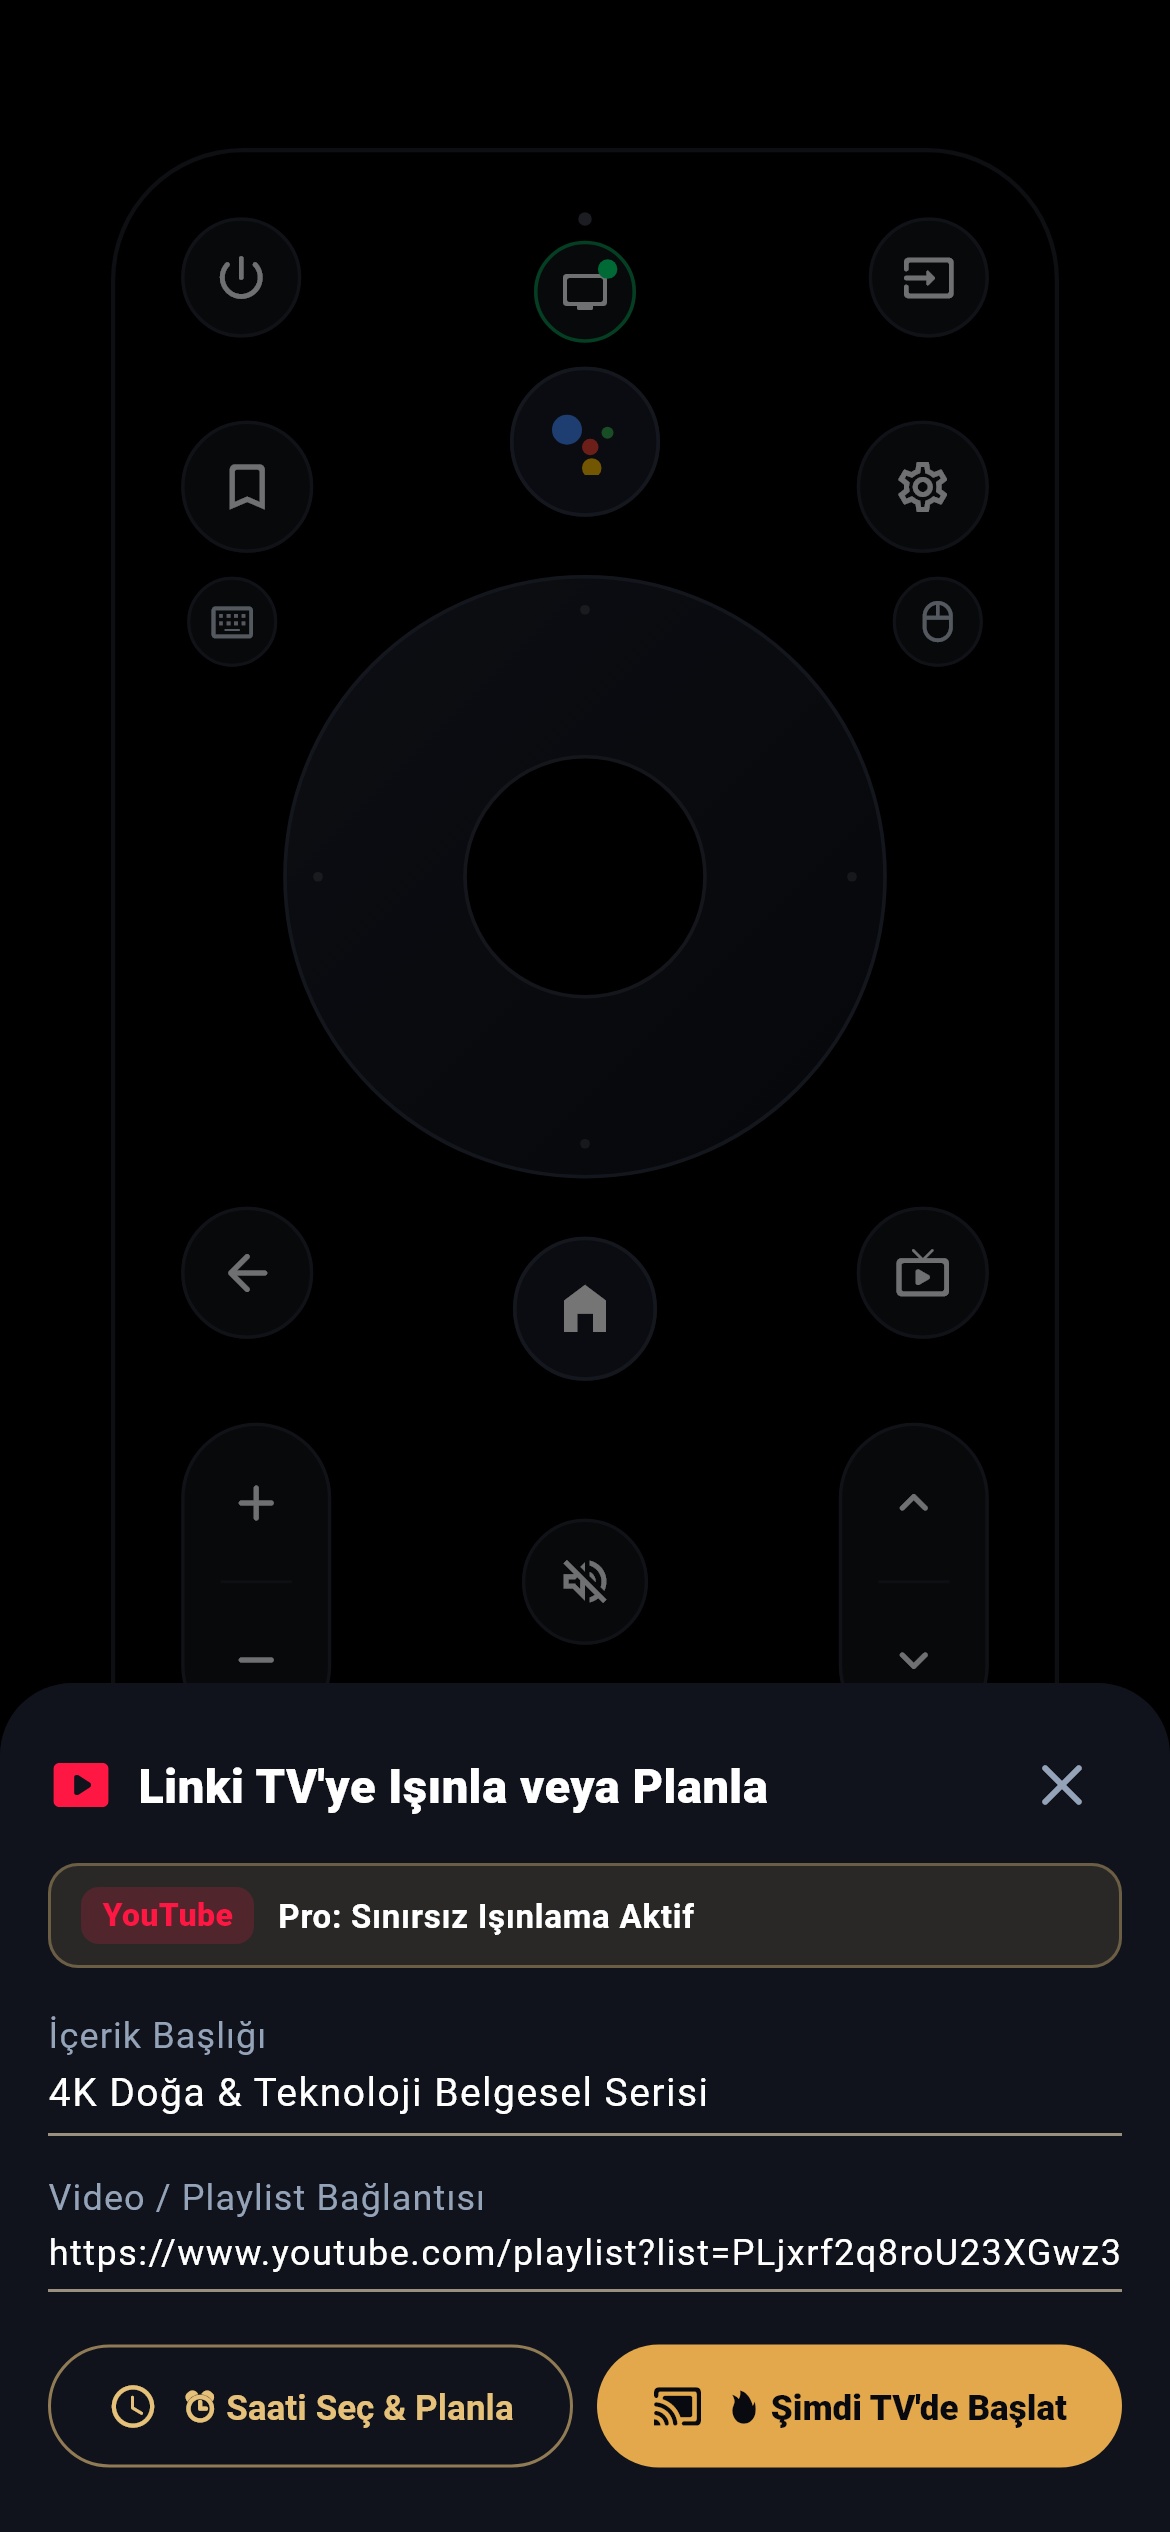 Linki TV'ye Işınla veya Planla
YouTube Pro: Sınırsız Işınlama Aktif
İçerik Başlığı
4K Doğa & Teknoloji Belgesel Serisi
Video / Playlist Bağlantısı
https://www.youtube.com/playlist?list=PLjxrf2q8roU23XGwz3
⏰ Saati Seç & Planla
🔥 Şimdi TV'de Başlat